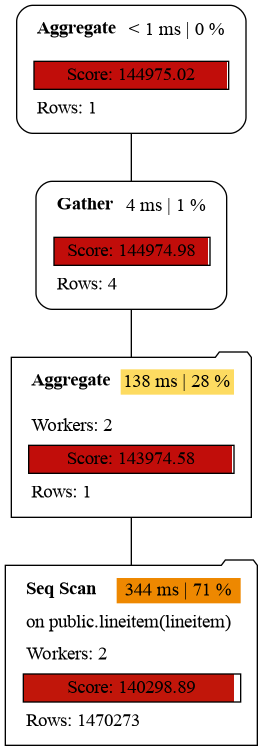 Aggregate < 1 ms | 0 %
Score: 144975.02
Rows: 1
Gather 4 ms | 1 %
Score: 144974.98
Rows: 4
Aggregate 138 ms | 28 %
Workers: 2
Score: 143974.58
Rows: 1
Seq Scan 344 ms | 71 %
on public.lineitem(lineitem)
Workers: 2
Score: 140298.89
Rows: 1470273